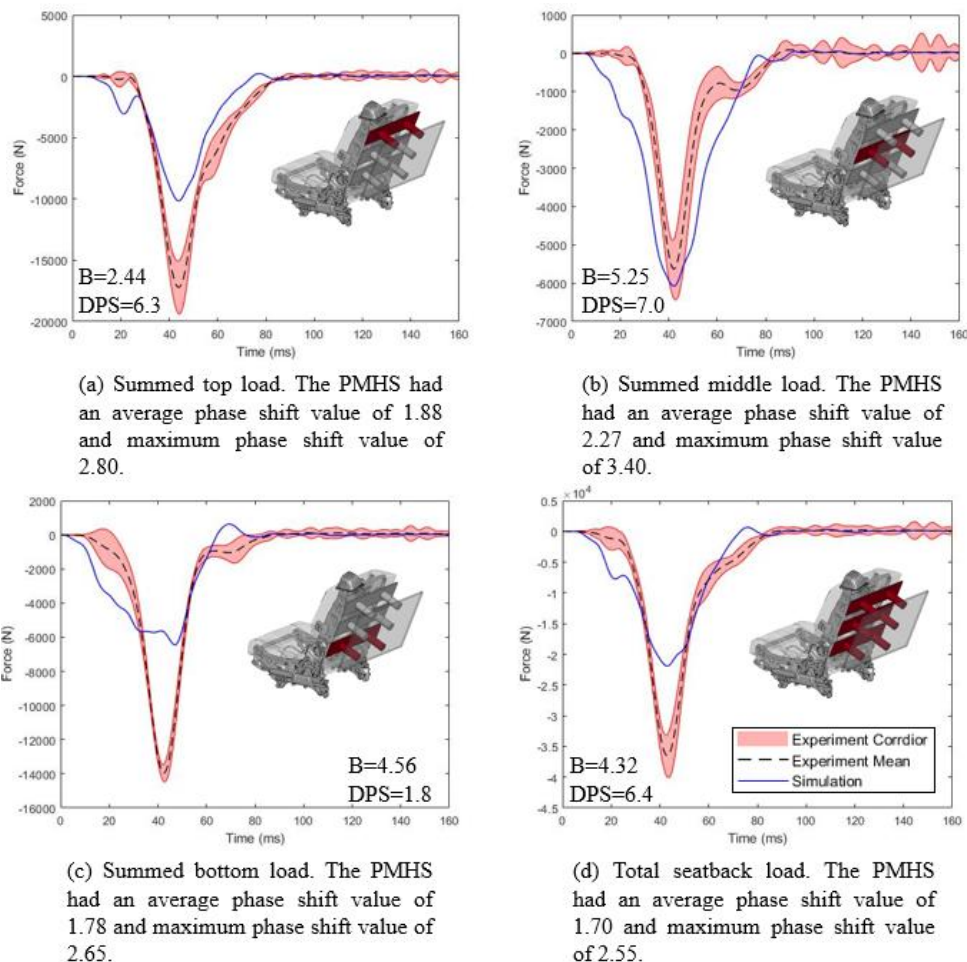 5000
0
-5000
-10000
-15000
-20000
Force (N)
B=2.44
DPS=6.3
0 20 40 60 80 100 120 140 160
Time (ms)
1000
0
-1000
-2000
-3000
-4000
-5000
-6000
-7000
Force (N)
B=5.25
DPS=7.0
0 20 40 60 80 100 120 140 160
Time (ms)
(a) Summed top load. The PMHS had
an average phase shift value of 1.88
and maximum phase shift value of
2.80.
(b) Summed middle load. The PMHS
had an average phase shift value of
2.27 and maximum phase shift value
of 3.40.
2000
0
-2000
-4000
-6000
-8000
-10000
-12000
-14000
-16000
Force (N)
B=4.56
DPS=1.8
0 20 40 60 80 100 120 140 160
Time (ms)
× 10⁴
0.5
0
-0.5
-1
-1.5
-2
-2.5
-3
-3.5
-4
-4.5
Force (N)
Experiment Corrdior
Experiment Mean
Simulation
B=4.32
DPS=6.4
0 20 40 60 80 100 120 140 160
Time (ms)
(c) Summed bottom load. The PMHS
had an average phase shift value of
1.78 and maximum phase shift value of
2.65.
(d) Total seatback load. The PMHS
had an average phase shift value of
1.70 and maximum phase shift value
of 2.55.